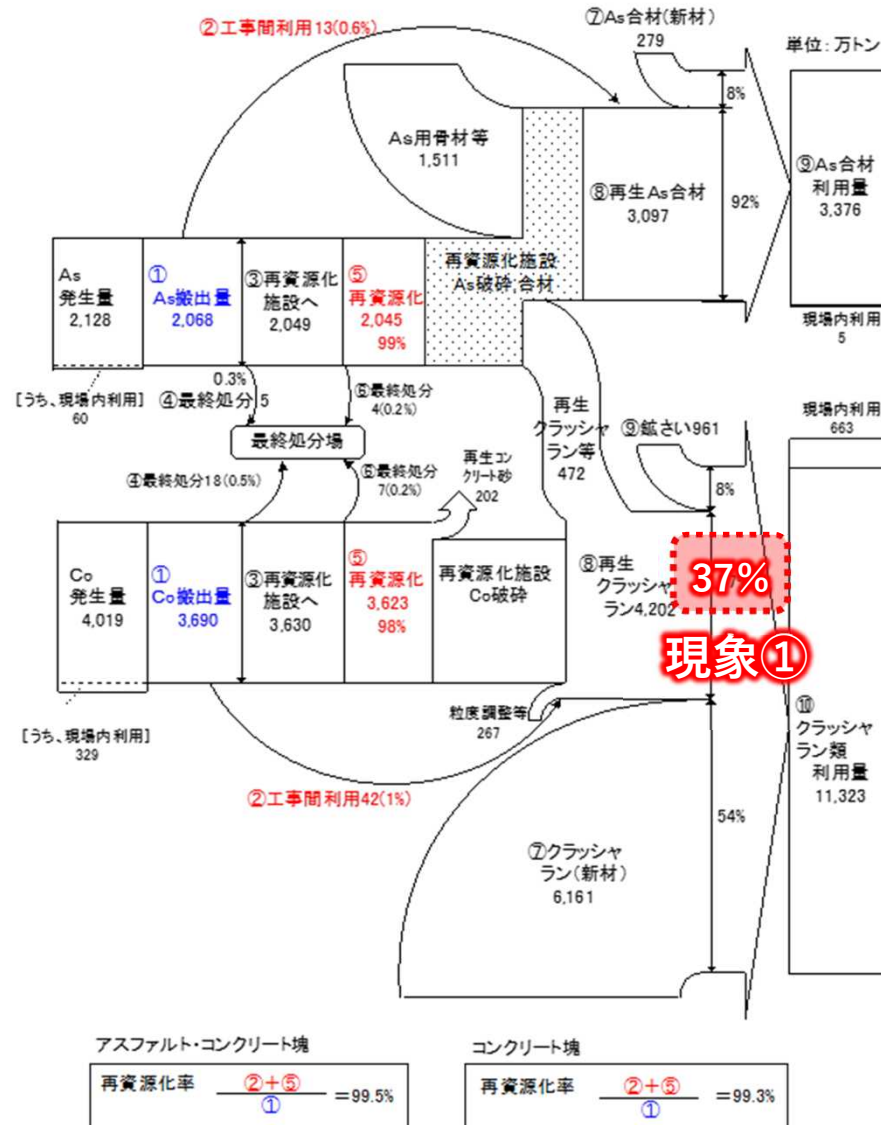 ②工事間利用13(0.6%)
⑦As合材(新材)
279
単位：万トン
8%
As用骨材等
1,511
⑧再生As合材
3,097
92%
⑨As合材
利用量
3,376
As
発生量
2,128
①
As搬出量
2,068
③再資源化
施設へ
2,049
⑤
再資源化
2,045
99%
再資源化施設
As破砕,合材
現場内利用
5
[うち、現場内利用]
60
0.3%
④最終処分 5
⑥最終処分
4(0.2%)
最終処分場
④最終処分18(0.5%)
⑥最終処分
7(0.2%)
再生コン
クリート砂
202
再生
クラッシャ
ラン等
472
⑨鉱さい961
8%
現場内利用
663
Co
発生量
4,019
①
Co搬出量
3,690
③再資源化
施設へ
3,630
⑤
再資源化
3,623
98%
再資源化施設
Co破砕
⑧再生
クラッシャ
ラン4,202
37%
現象①
[うち、現場内利用]
329
粒度調整等
267
②工事間利用42(1%)
⑦クラッシャ
ラン(新材)
6,161
54%
⑩
クラッシャ
ラン類
利用量
11,323
アスファルト・コンクリート塊
再資源化率 ②+⑤ =99.5%
①
コンクリート塊
再資源化率 ②+⑤ =99.3%
①